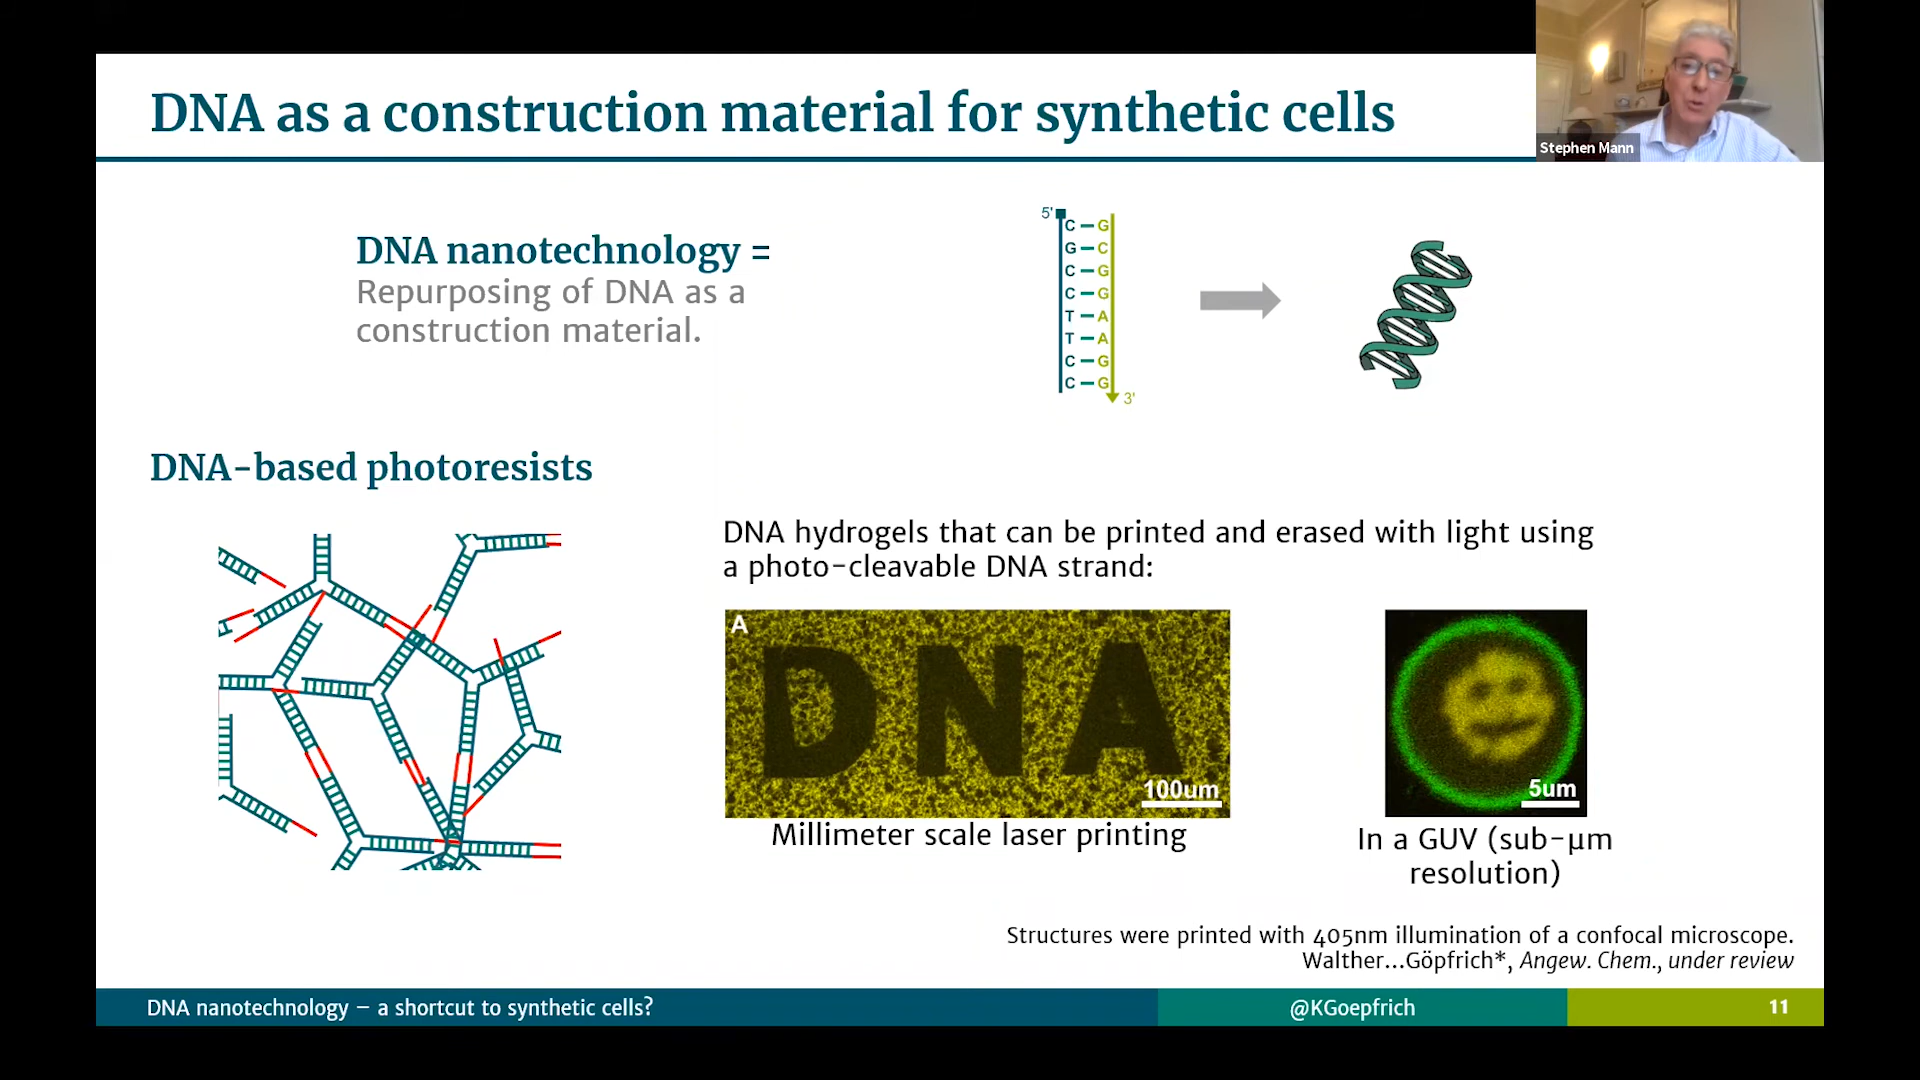 DNA as a construction material for synthetic cells
Stephen Mann
DNA nanotechnology =
Repurposing of DNA as a
construction material.
5'
C – G
G – C
C – G
C – G
T – A
T – A
C – G
C – G
3'
DNA-based photoresists
DNA hydrogels that can be printed and erased with light using
a photo-cleavable DNA strand:
A
DNA
100um
5um
Millimeter scale laser printing
In a GUV (sub-µm
resolution)
Structures were printed with 405nm illumination of a confocal microscope.
Walther...Göpfrich*, Angew. Chem., under review
DNA nanotechnology – a shortcut to synthetic cells?
@KGoepfrich
11